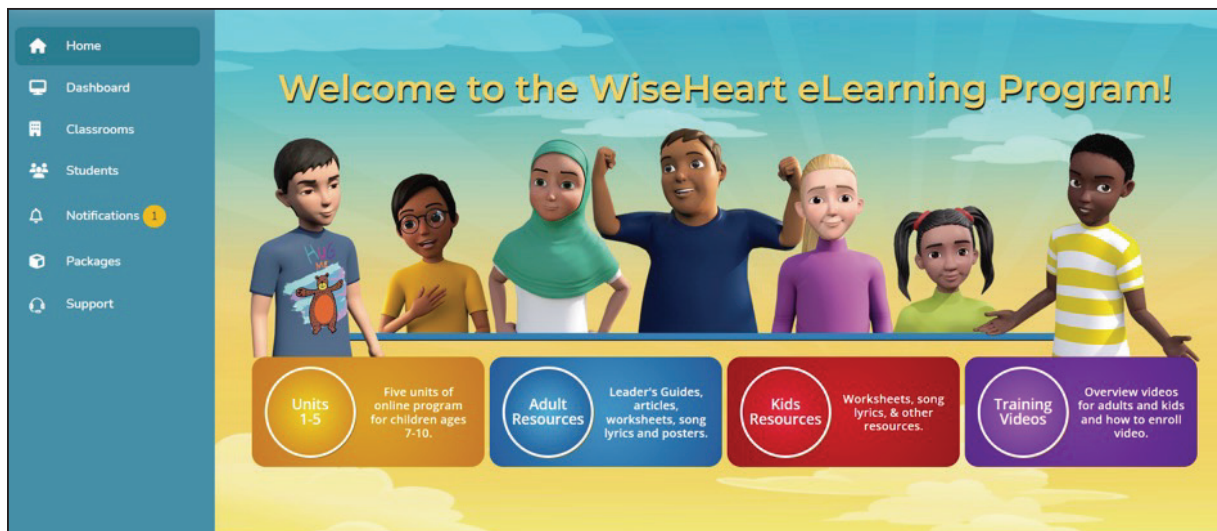 Home
Dashboard
Classrooms
Students
Notifications 1
Packages
Support
Welcome to the WiseHeart eLearning Program!
HUG
ME
Units
1-5
Five units of
online program
for children ages
7-10.
Adult
Resources
Leader's Guides,
articles,
worksheets, song
lyrics and posters.
Kids
Resources
Worksheets, song
lyrics, & other
resources.
Training
Videos
Overview videos
for adults and kids
and how to enroll
video.